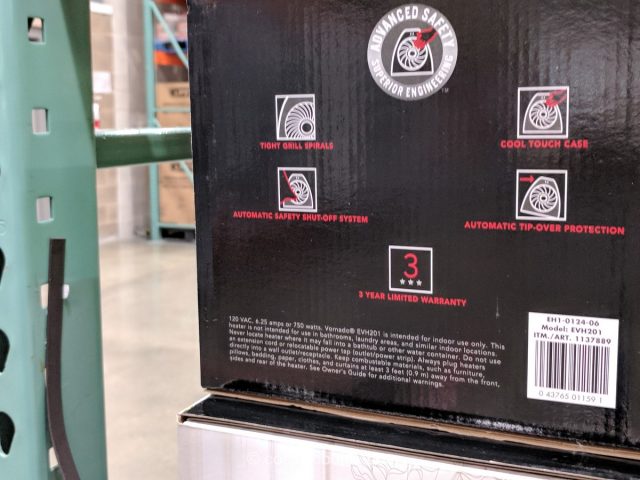 ADVANCED SAFETY
SUPERIOR ENGINEERING
TM
TIGHT GRILL SPIRALS
COOL TOUCH CASE
AUTOMATIC SAFETY SHUT-OFF SYSTEM
AUTOMATIC TIP-OVER PROTECTION
3
3 YEAR LIMITED WARRANTY
120 VAC, 6.25 amps or 750 watts. Vornado® EVH201 is intended for indoor use only. This
heater is not intended for use in bathrooms, laundry areas, and similar indoor locations.
Never locate heater where it may fall into a bathtub or other water container. Do not use
an extension cord or relocatable power tap (outlet/power strip). Always plug heaters
directly into a wall outlet/receptacle. Keep combustible materials, such as furniture,
pillows, bedding, paper, clothes, and curtains at least 3 feet (0.9 m) away from the front,
sides and rear of the heater. See Owner's Guide for additional warnings.
EH1-0124-06
Model: EVH201
ITM./ART. 1137889
0 43765 01159 1